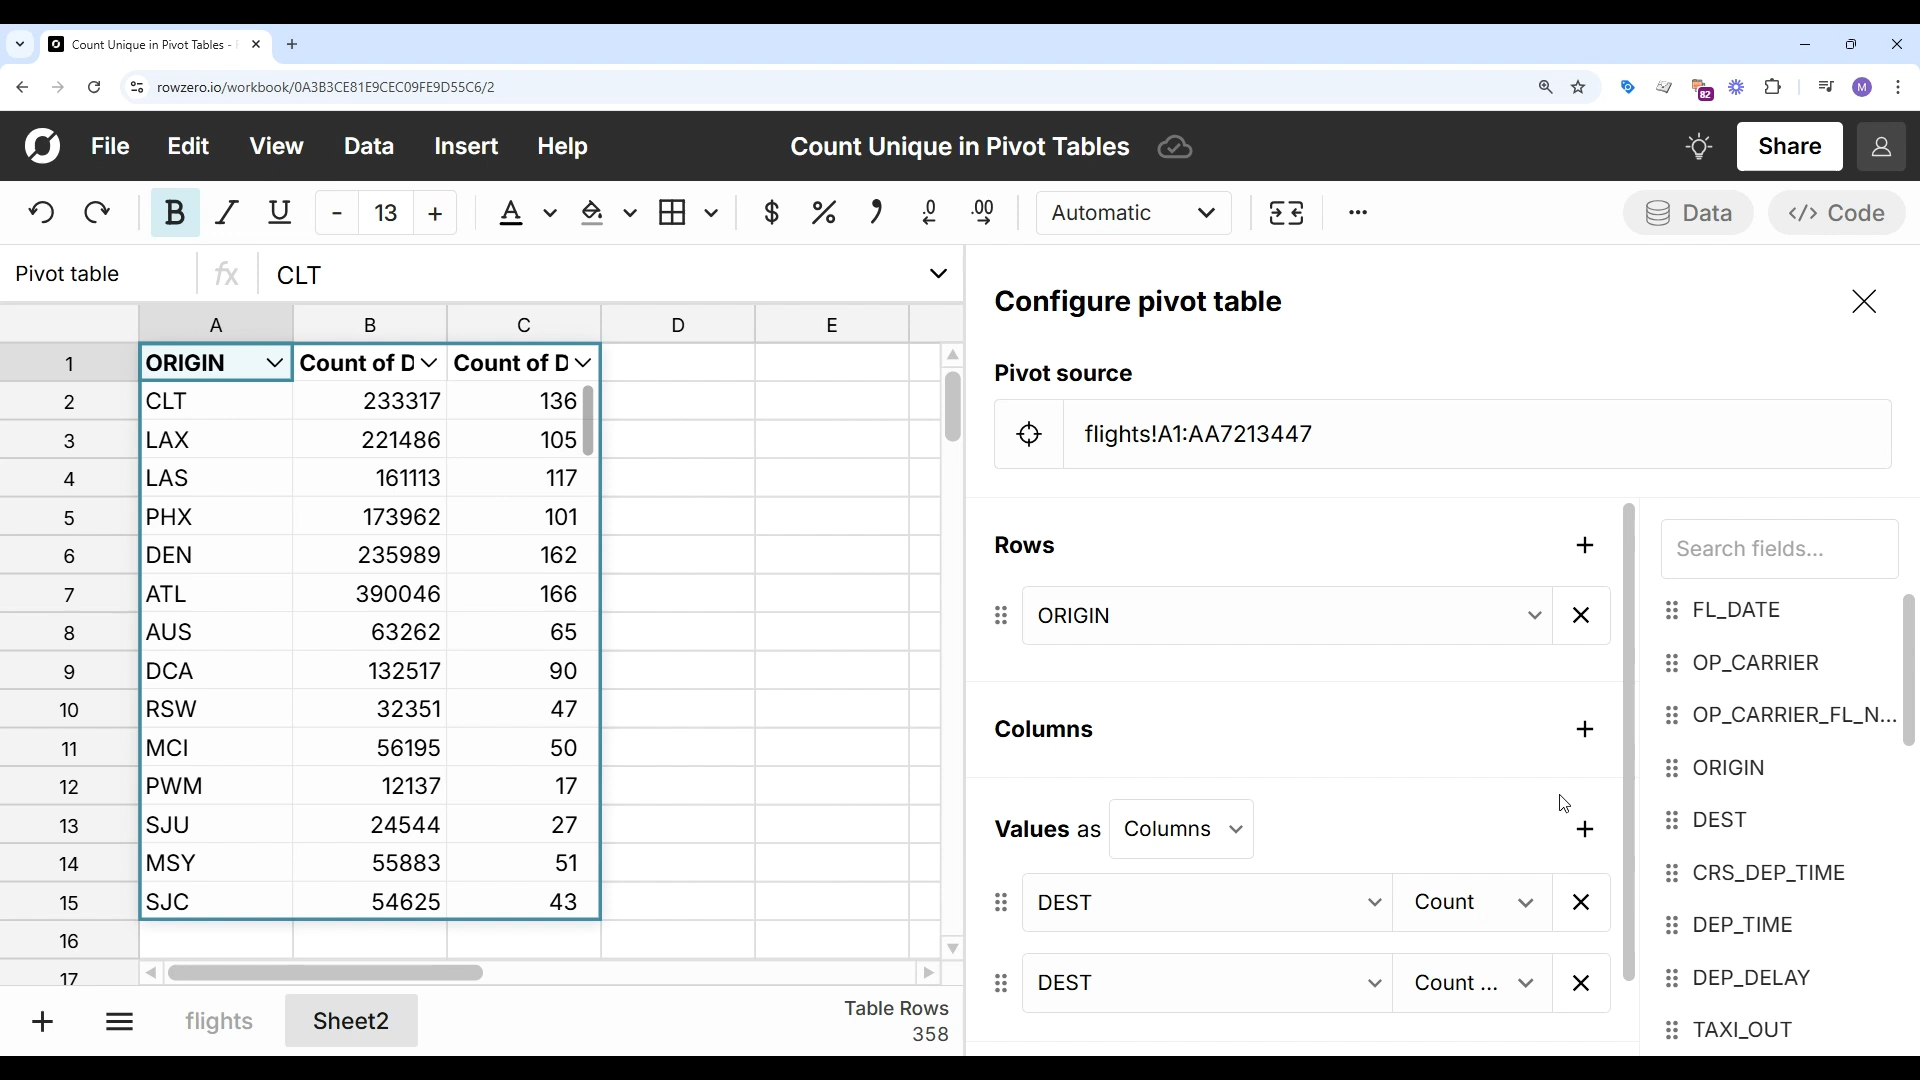 Count Unique in Pivot Tables -
rowzero.io/workbook/0A3B3CE81E9CEC09FE9D55C6/2
82
M
File Edit View Data Insert Help
Count Unique in Pivot Tables
Share
B I U - 13 + A $ % , .0 .00 Automatic ...
Data </> Code
Pivot table fx CLT
Configure pivot table
Pivot source
flights!A1:AA7213447
A B C D E
1 ORIGIN Count of D Count of D
2 CLT 233317 136
3 LAX 221486 105
4 LAS 161113 117
5 PHX 173962 101
6 DEN 235989 162
7 ATL 390046 166
8 AUS 63262 65
9 DCA 132517 90
10 RSW 32351 47
11 MCI 56195 50
12 PWM 12137 17
13 SJU 24544 27
14 MSY 55883 51
15 SJC 54625 43
16
17
Rows +
ORIGIN
Columns +
Values as Columns +
DEST Count
DEST Count ...
Search fields...
FL_DATE
OP_CARRIER
OP_CARRIER_FL_N...
ORIGIN
DEST
CRS_DEP_TIME
DEP_TIME
DEP_DELAY
TAXI_OUT
+ flights Sheet2
Table Rows
358